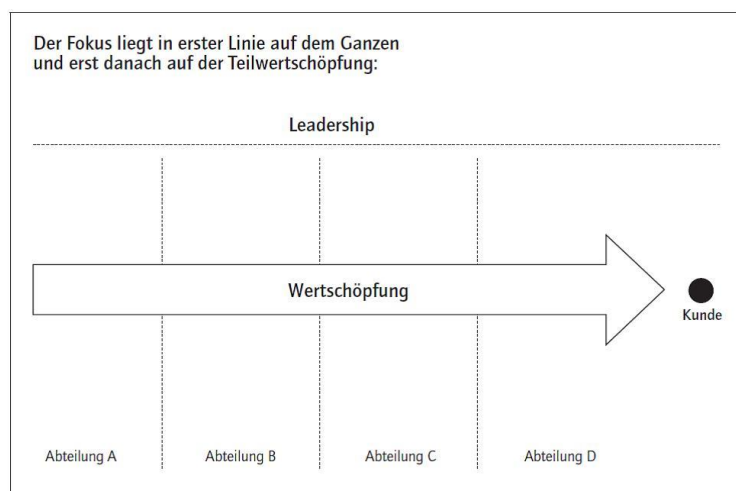 Der Fokus liegt in erster Linie auf dem Ganzen
und erst danach auf der Teilwertschöpfung:
Leadership
Wertschöpfung
Kunde
Abteilung A
Abteilung B
Abteilung C
Abteilung D